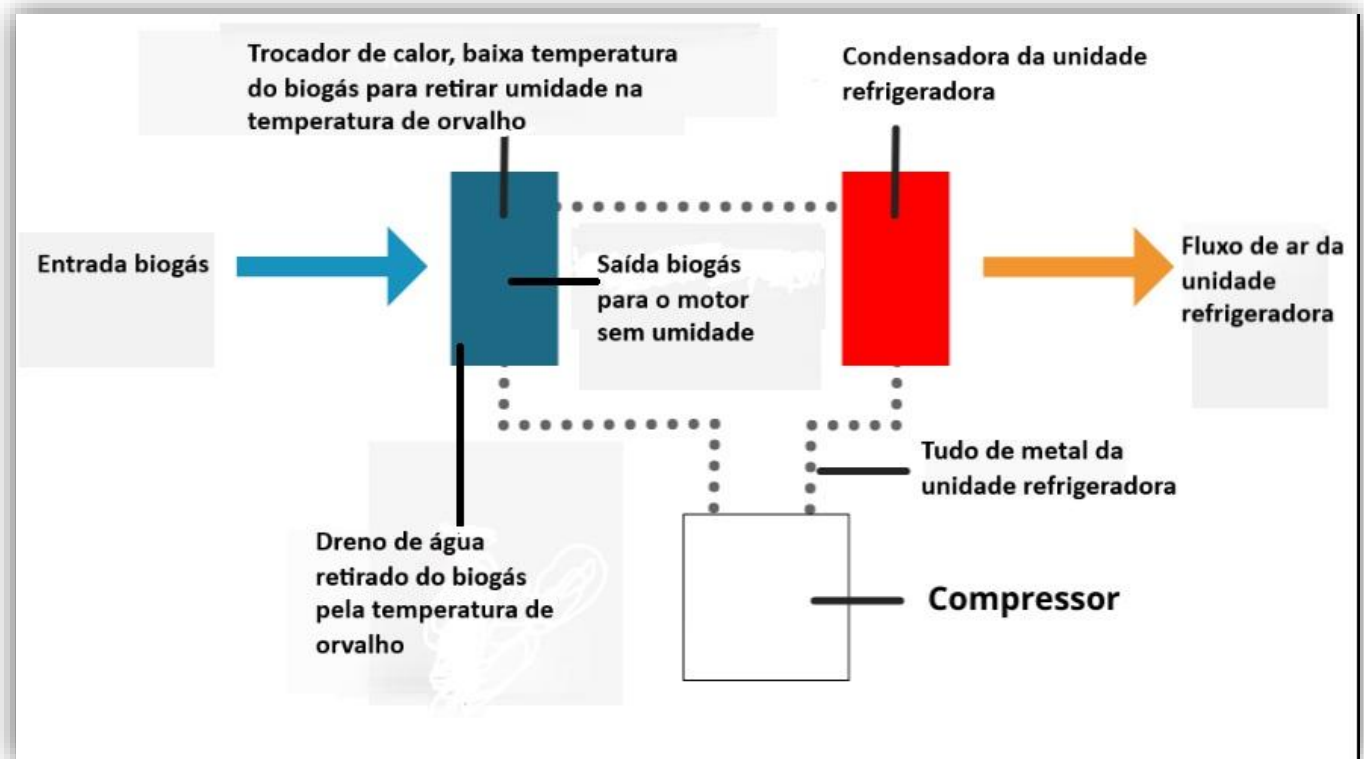 Trocador de calor, baixa temperatura
do biogás para retirar umidade na
temperatura de orvalho
Condensadora da unidade
refrigeradora
Entrada biogás
Saída biogás
para o motor
sem umidade
Fluxo de ar da
unidade
refrigeradora
Tudo de metal da
unidade refrigeradora
Dreno de água
retirado do biogás
pela temperatura de
orvalho
Compressor